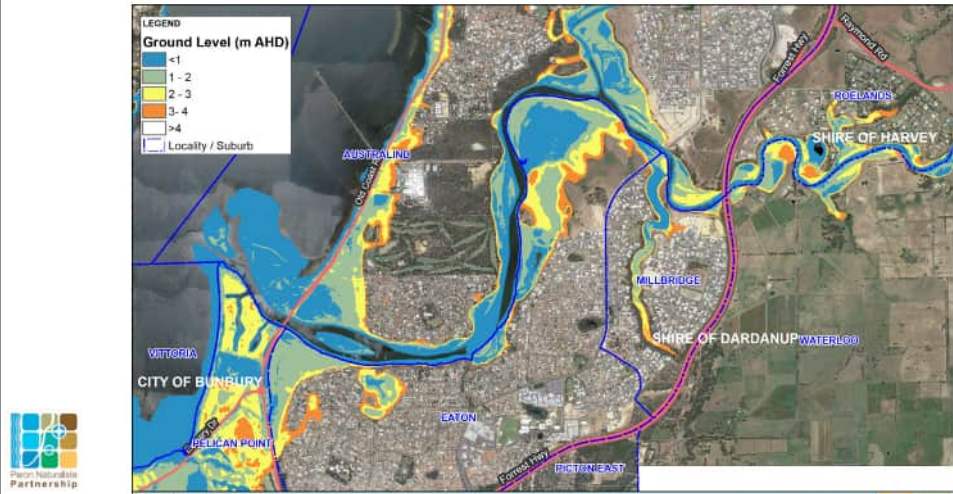 LEGEND
Ground Level (m AHD)
<1
1 - 2
2 - 3
3- 4
>4
Locality / Suburb
Raymond Rd
Forrest Hwy
ROELANDS
SHIRE OF HARVEY
AUSTRALIND
Old Coast
MILLBRIDGE
SHIRE OF DARDANUP
WATERLOO
VITTORIA
CITY OF BUNBURY
EATON
PELICAN POINT
Forrest Hwy
PICTON EAST
Peron Naturaliste
Partnership